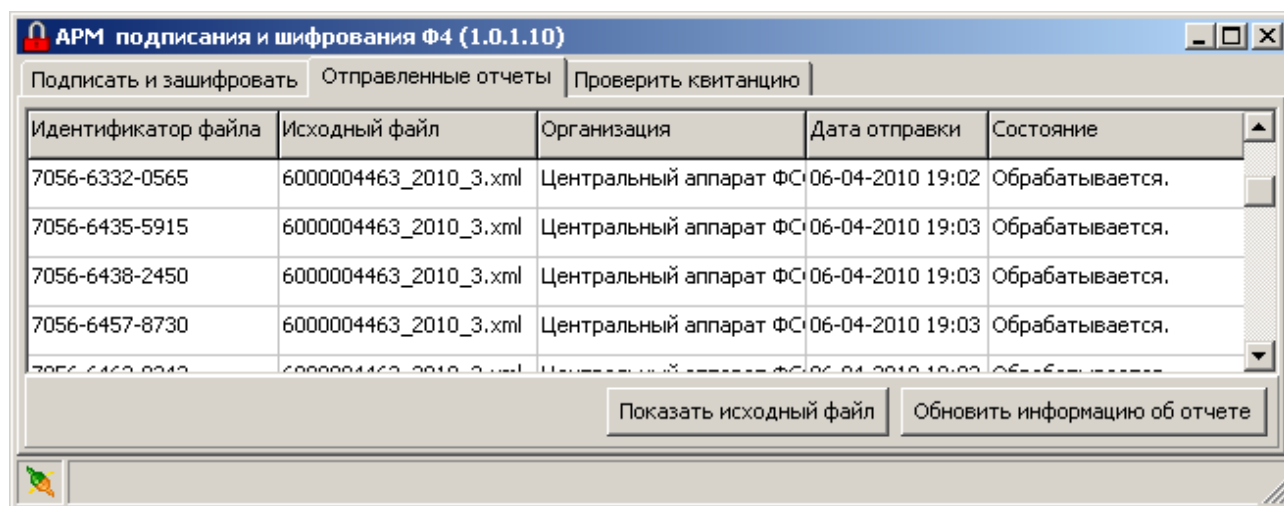 АРМ подписания и шифрования Ф4 (1.0.1.10)
Подписать и зашифровать Отправленные отчеты Проверить квитанцию
Идентификатор файла Исходный файл Организация Дата отправки Состояние
7056-6332-0565 6000004463_2010_3.xml Центральный аппарат ФС 06-04-2010 19:02 Обрабатывается.
7056-6435-5915 6000004463_2010_3.xml Центральный аппарат ФС 06-04-2010 19:03 Обрабатывается.
7056-6438-2450 6000004463_2010_3.xml Центральный аппарат ФС 06-04-2010 19:03 Обрабатывается.
7056-6457-8730 6000004463_2010_3.xml Центральный аппарат ФС 06-04-2010 19:03 Обрабатывается.
Показать исходный файл Обновить информацию об отчете